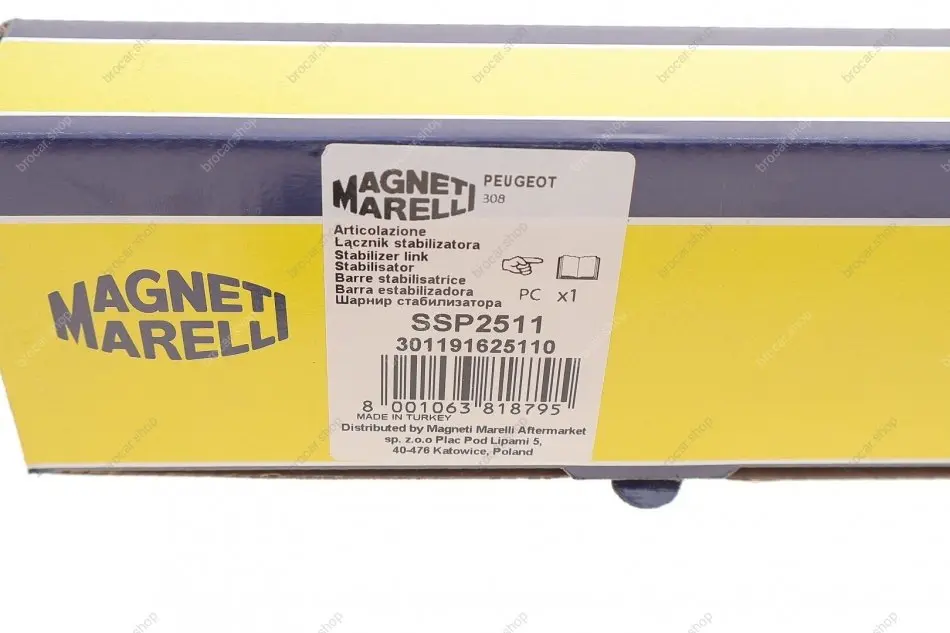 MAGNETI
MARELLI
PEUGEOT
308
Articolazione
Łącznik stabilizatora
Stabilizer link
Stabilisator
Barre stabilisatrice
Barra estabilizadora
Шарнир стабилизатора
PC x1
SSP2511
301191625110
8 001063 818795
MADE IN TURKEY
Distributed by Magneti Marelli Aftermarket
sp. z.o.o Plac Pod Lipami 5,
40-476 Katowice, Poland
MAGNETI
MARELLI
brocar.shop